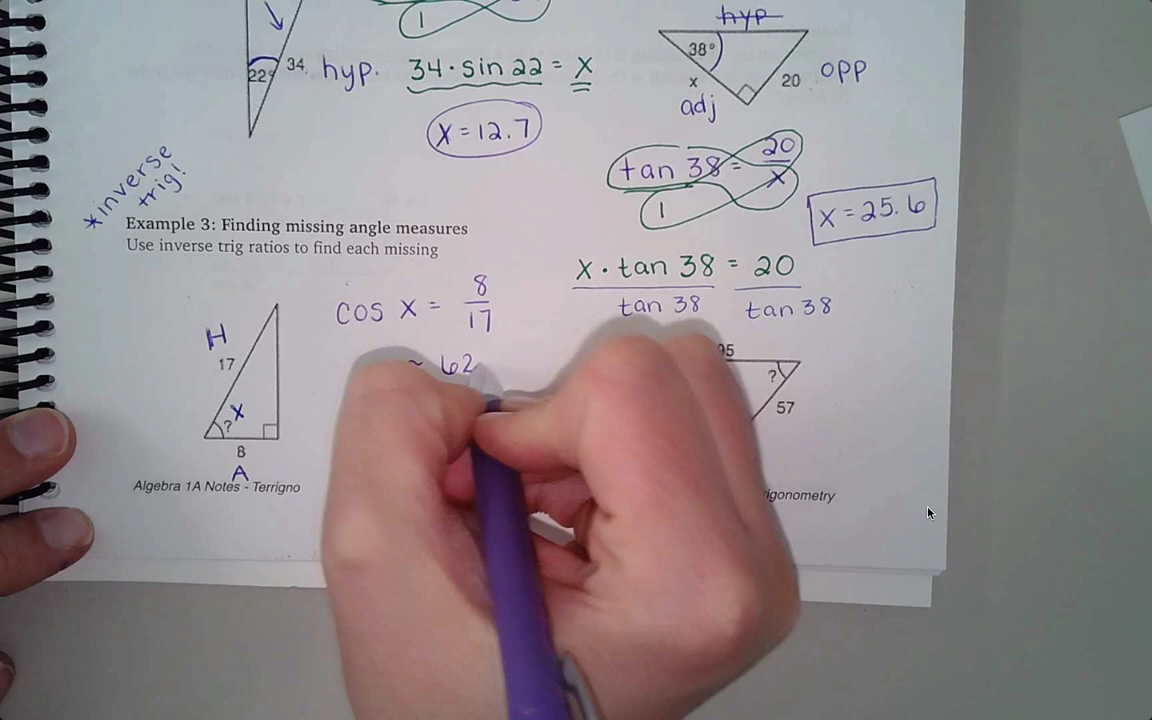 hyp
1
38°
22°
34
hyp.
34 · sin 22 = x
x
20
opp
adj
x = 12.7
tan 38 = 20/x
1
x = 25.6
*inverse
trig!
Example 3: Finding missing angle measures
Use inverse trig ratios to find each missing
x · tan 38 = 20
tan 38 tan 38
cos x = 8/17
H
17
≈ 62
?
x
8
A
?
57
Algebra 1A Notes - Terrigno